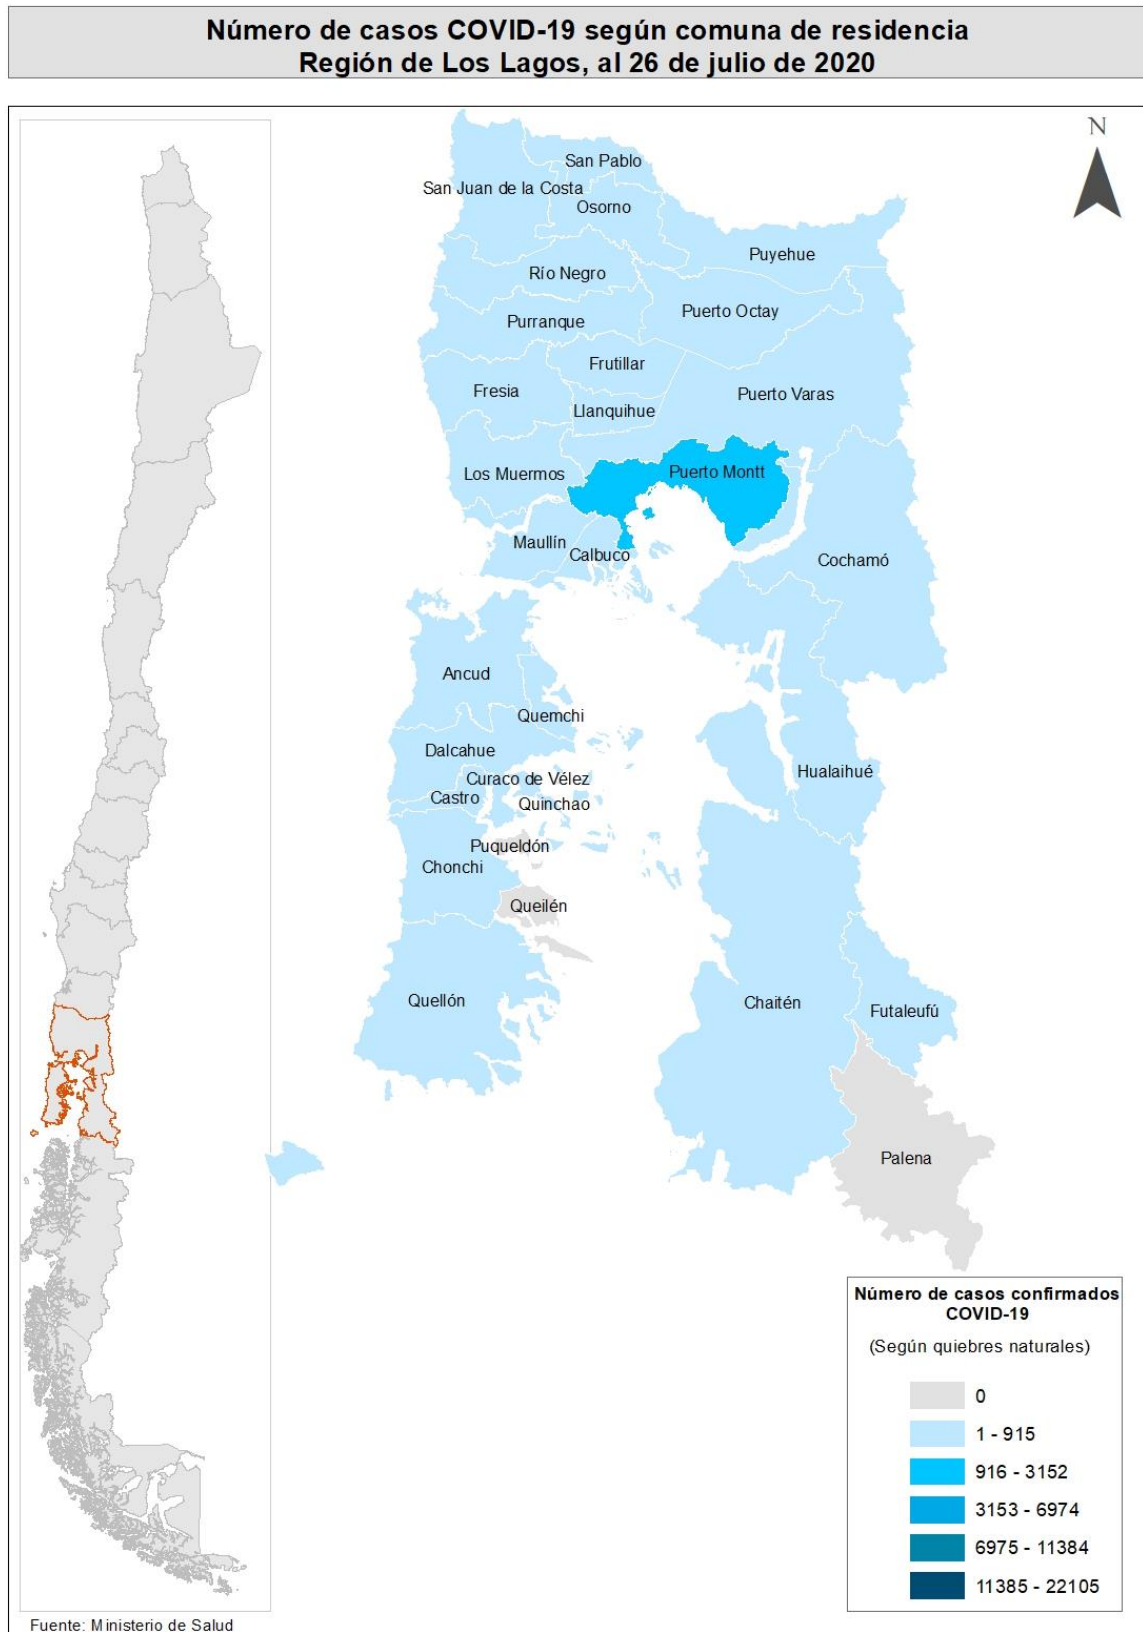 Número de casos COVID-19 según comuna de residencia
Región de Los Lagos, al 26 de julio de 2020
N
San Pablo
San Juan de la Costa
Osorno
Puyehue
Río Negro
Puerto Octay
Purranque
Frutillar
Fresia
Puerto Varas
Llanquihue
Los Muermos
Puerto Montt
Maullín
Calbuco
Cochamó
Ancud
Quemchi
Dalcahue
Hualaihué
Curaco de Vélez
Castro
Quinchao
Puqueldón
Chonchi
Queilén
Quellón
Chaitén
Futaleufú
Palena
Número de casos confirmados
COVID-19
(Según quiebres naturales)
0
1 - 915
916 - 3152
3153 - 6974
6975 - 11384
11385 - 22105
Fuente: Ministerio de Salud